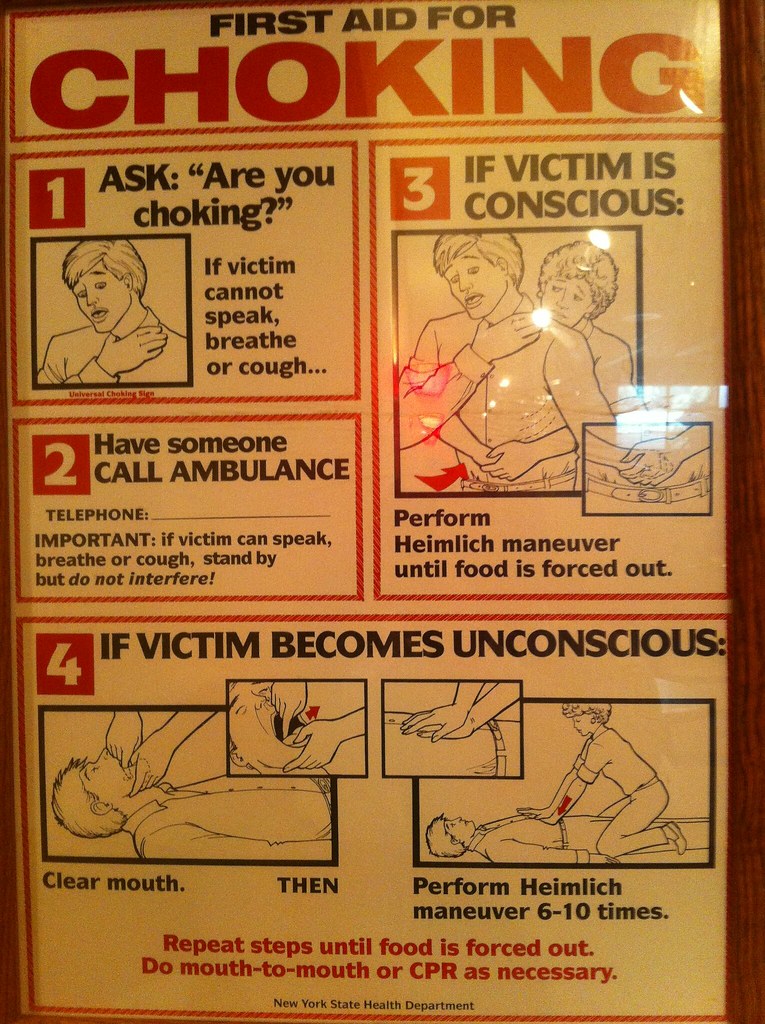 FIRST AID FOR
CHOKING
1
ASK: “Are you
choking?”
If victim
cannot
speak,
breathe
or cough...
Universal Choking Sign
2
Have someone
CALL AMBULANCE
TELEPHONE:
IMPORTANT: if victim can speak,
breathe or cough, stand by
but do not interfere!
3
IF VICTIM IS
CONSCIOUS:
Perform
Heimlich maneuver
until food is forced out.
4
IF VICTIM BECOMES UNCONSCIOUS:
Clear mouth.
THEN
Perform Heimlich
maneuver 6-10 times.
Repeat steps until food is forced out.
Do mouth-to-mouth or CPR as necessary.
New York State Health Department